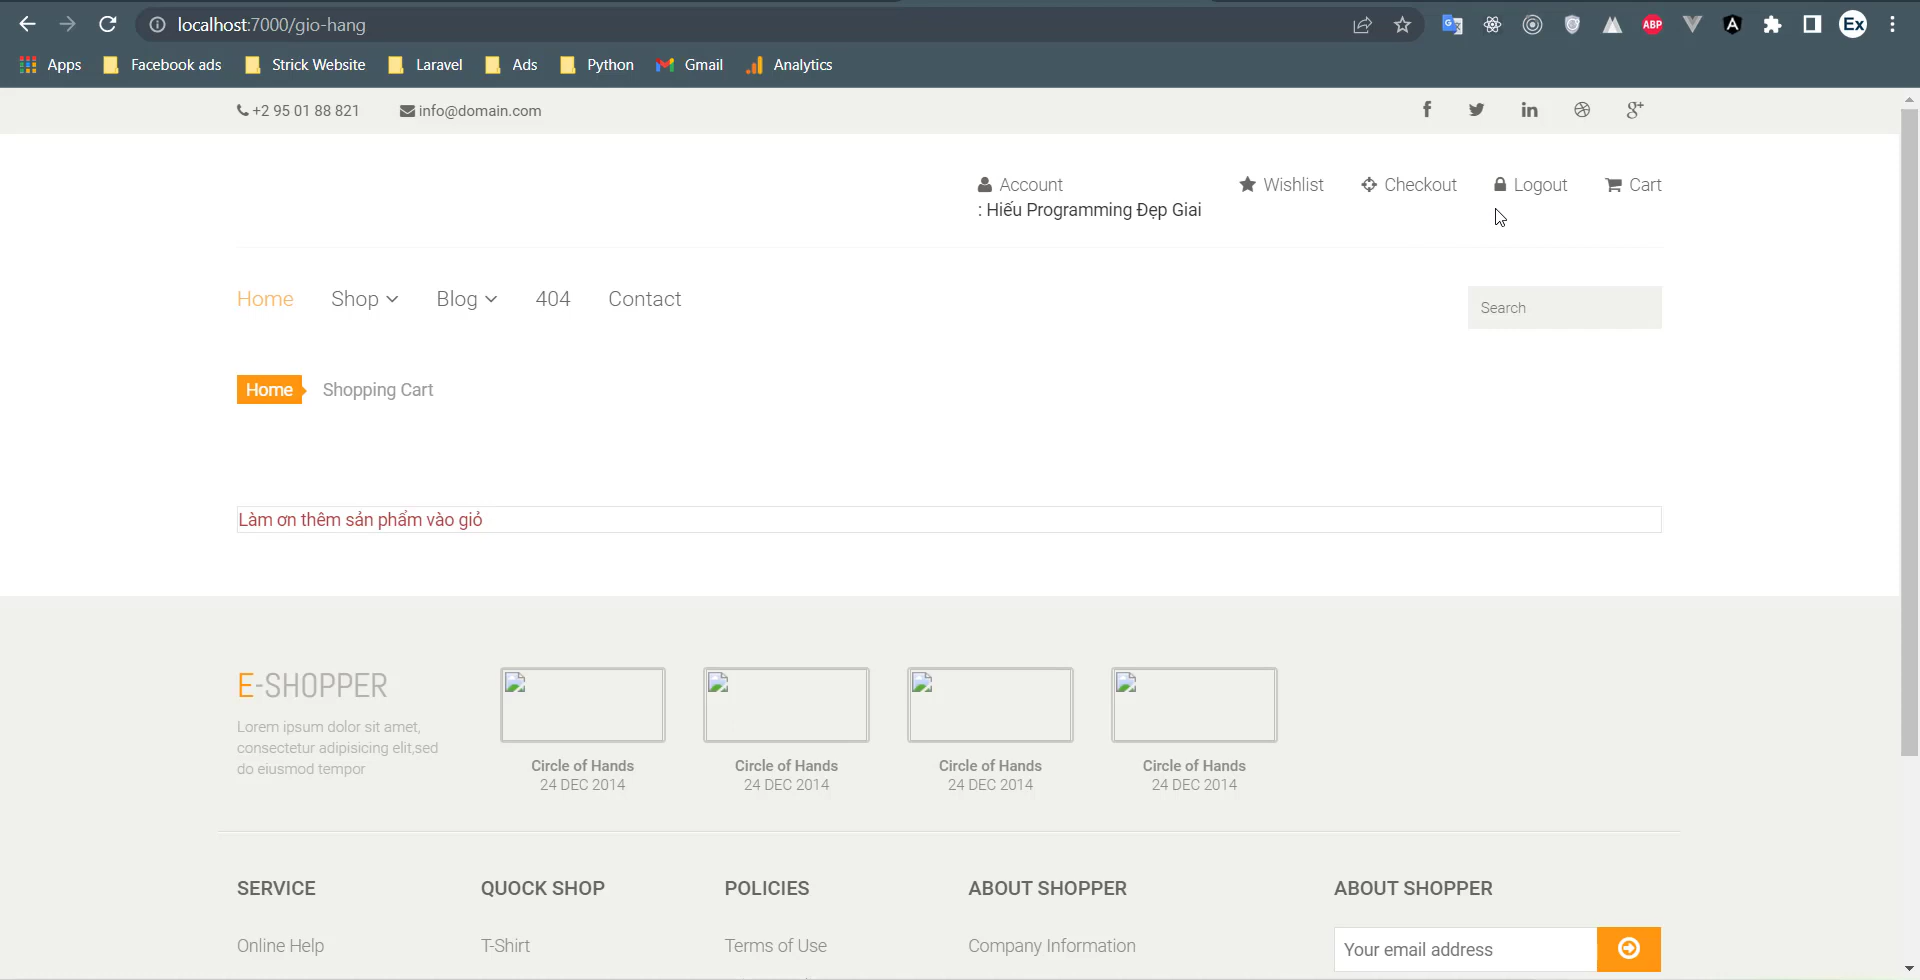 localhost:7000/gio-hang
ABP
A
Ex
Apps
Facebook ads
Strick Website
Laravel
Ads
Python
Gmail
Analytics
+2 95 01 88 821
info@domain.com
Account
: Hiếu Programming Đẹp Giai
Wishlist
Checkout
Logout
Cart
Home
Shop
Blog
404
Contact
Search
Home
Shopping Cart
Làm ơn thêm sản phẩm vào giỏ
E-SHOPPER
Lorem ipsum dolor sit amet,
consectetur adipisicing elit,sed
do eiusmod tempor
Circle of Hands
24 DEC 2014
Circle of Hands
24 DEC 2014
Circle of Hands
24 DEC 2014
Circle of Hands
24 DEC 2014
SERVICE
QUOCK SHOP
POLICIES
ABOUT SHOPPER
ABOUT SHOPPER
Online Help
T-Shirt
Terms of Use
Company Information
Your email address